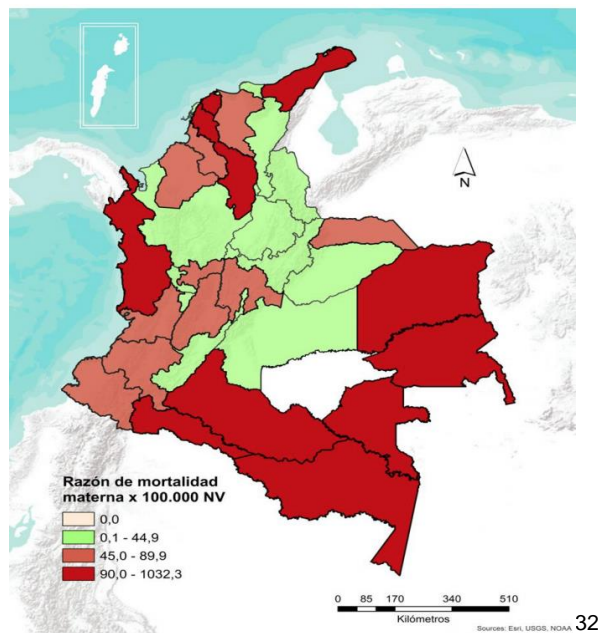 N
Razón de mortalidad
materna x 100.000 NV
0,0
0,1 - 44,9
45,0 - 89,9
90,0 - 1032,3
0 85 170 340 510
Kilómetros
Sources: Esri, USGS, NOAA
32